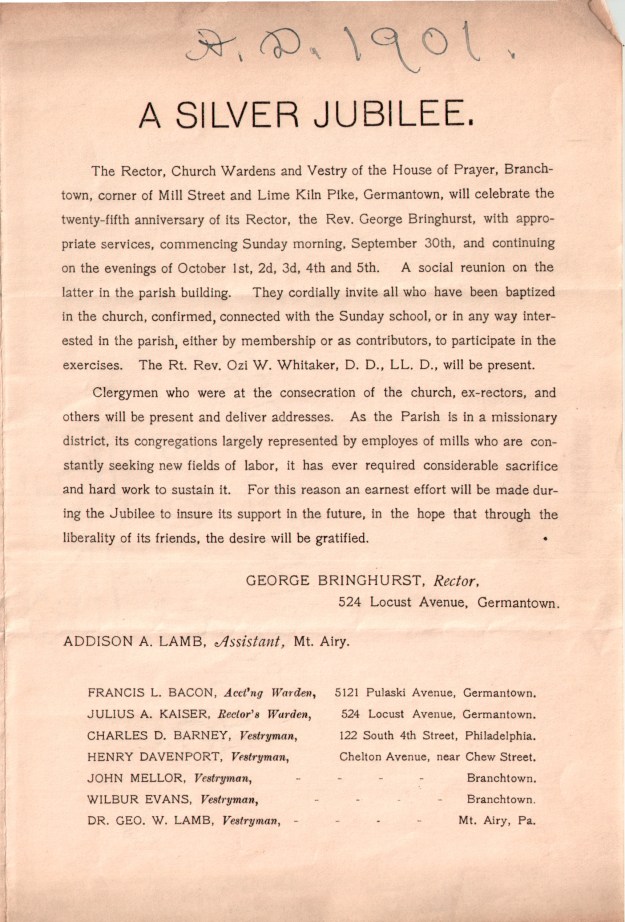 A. D. 1901.
A SILVER JUBILEE.
The Rector, Church Wardens and Vestry of the House of Prayer, Branch-
town, corner of Mill Street and Lime Kiln Pike, Germantown, will celebrate the
twenty-fifth anniversary of its Rector, the Rev. George Bringhurst, with appro-
priate services, commencing Sunday morning, September 30th, and continuing
on the evenings of October 1st, 2d, 3d, 4th and 5th. A social reunion on the
latter in the parish building. They cordially invite all who have been baptized
in the church, confirmed, connected with the Sunday school, or in any way inter-
ested in the parish, either by membership or as contributors, to participate in the
exercises. The Rt. Rev. Ozi W. Whitaker, D. D., LL. D., will be present.
Clergymen who were at the consecration of the church, ex-rectors, and
others will be present and deliver addresses. As the Parish is in a missionary
district, its congregations largely represented by employes of mills who are con-
stantly seeking new fields of labor, it has ever required considerable sacrifice
and hard work to sustain it. For this reason an earnest effort will be made dur-
ing the Jubilee to insure its support in the future, in the hope that through the
liberality of its friends, the desire will be gratified.
GEORGE BRINGHURST, Rector,
524 Locust Avenue, Germantown.
ADDISON A. LAMB, Assistant, Mt. Airy.
FRANCIS L. BACON, Acct'ng Warden, 5121 Pulaski Avenue, Germantown.
JULIUS A. KAISER, Rector's Warden, 524 Locust Avenue, Germantown.
CHARLES D. BARNEY, Vestryman, 122 South 4th Street, Philadelphia.
HENRY DAVENPORT, Vestryman, Chelton Avenue, near Chew Street.
JOHN MELLOR, Vestryman, - - - - Branchtown.
WILBUR EVANS, Vestryman, - - - - Branchtown.
DR. GEO. W. LAMB, Vestryman, - - - - Mt. Airy, Pa.